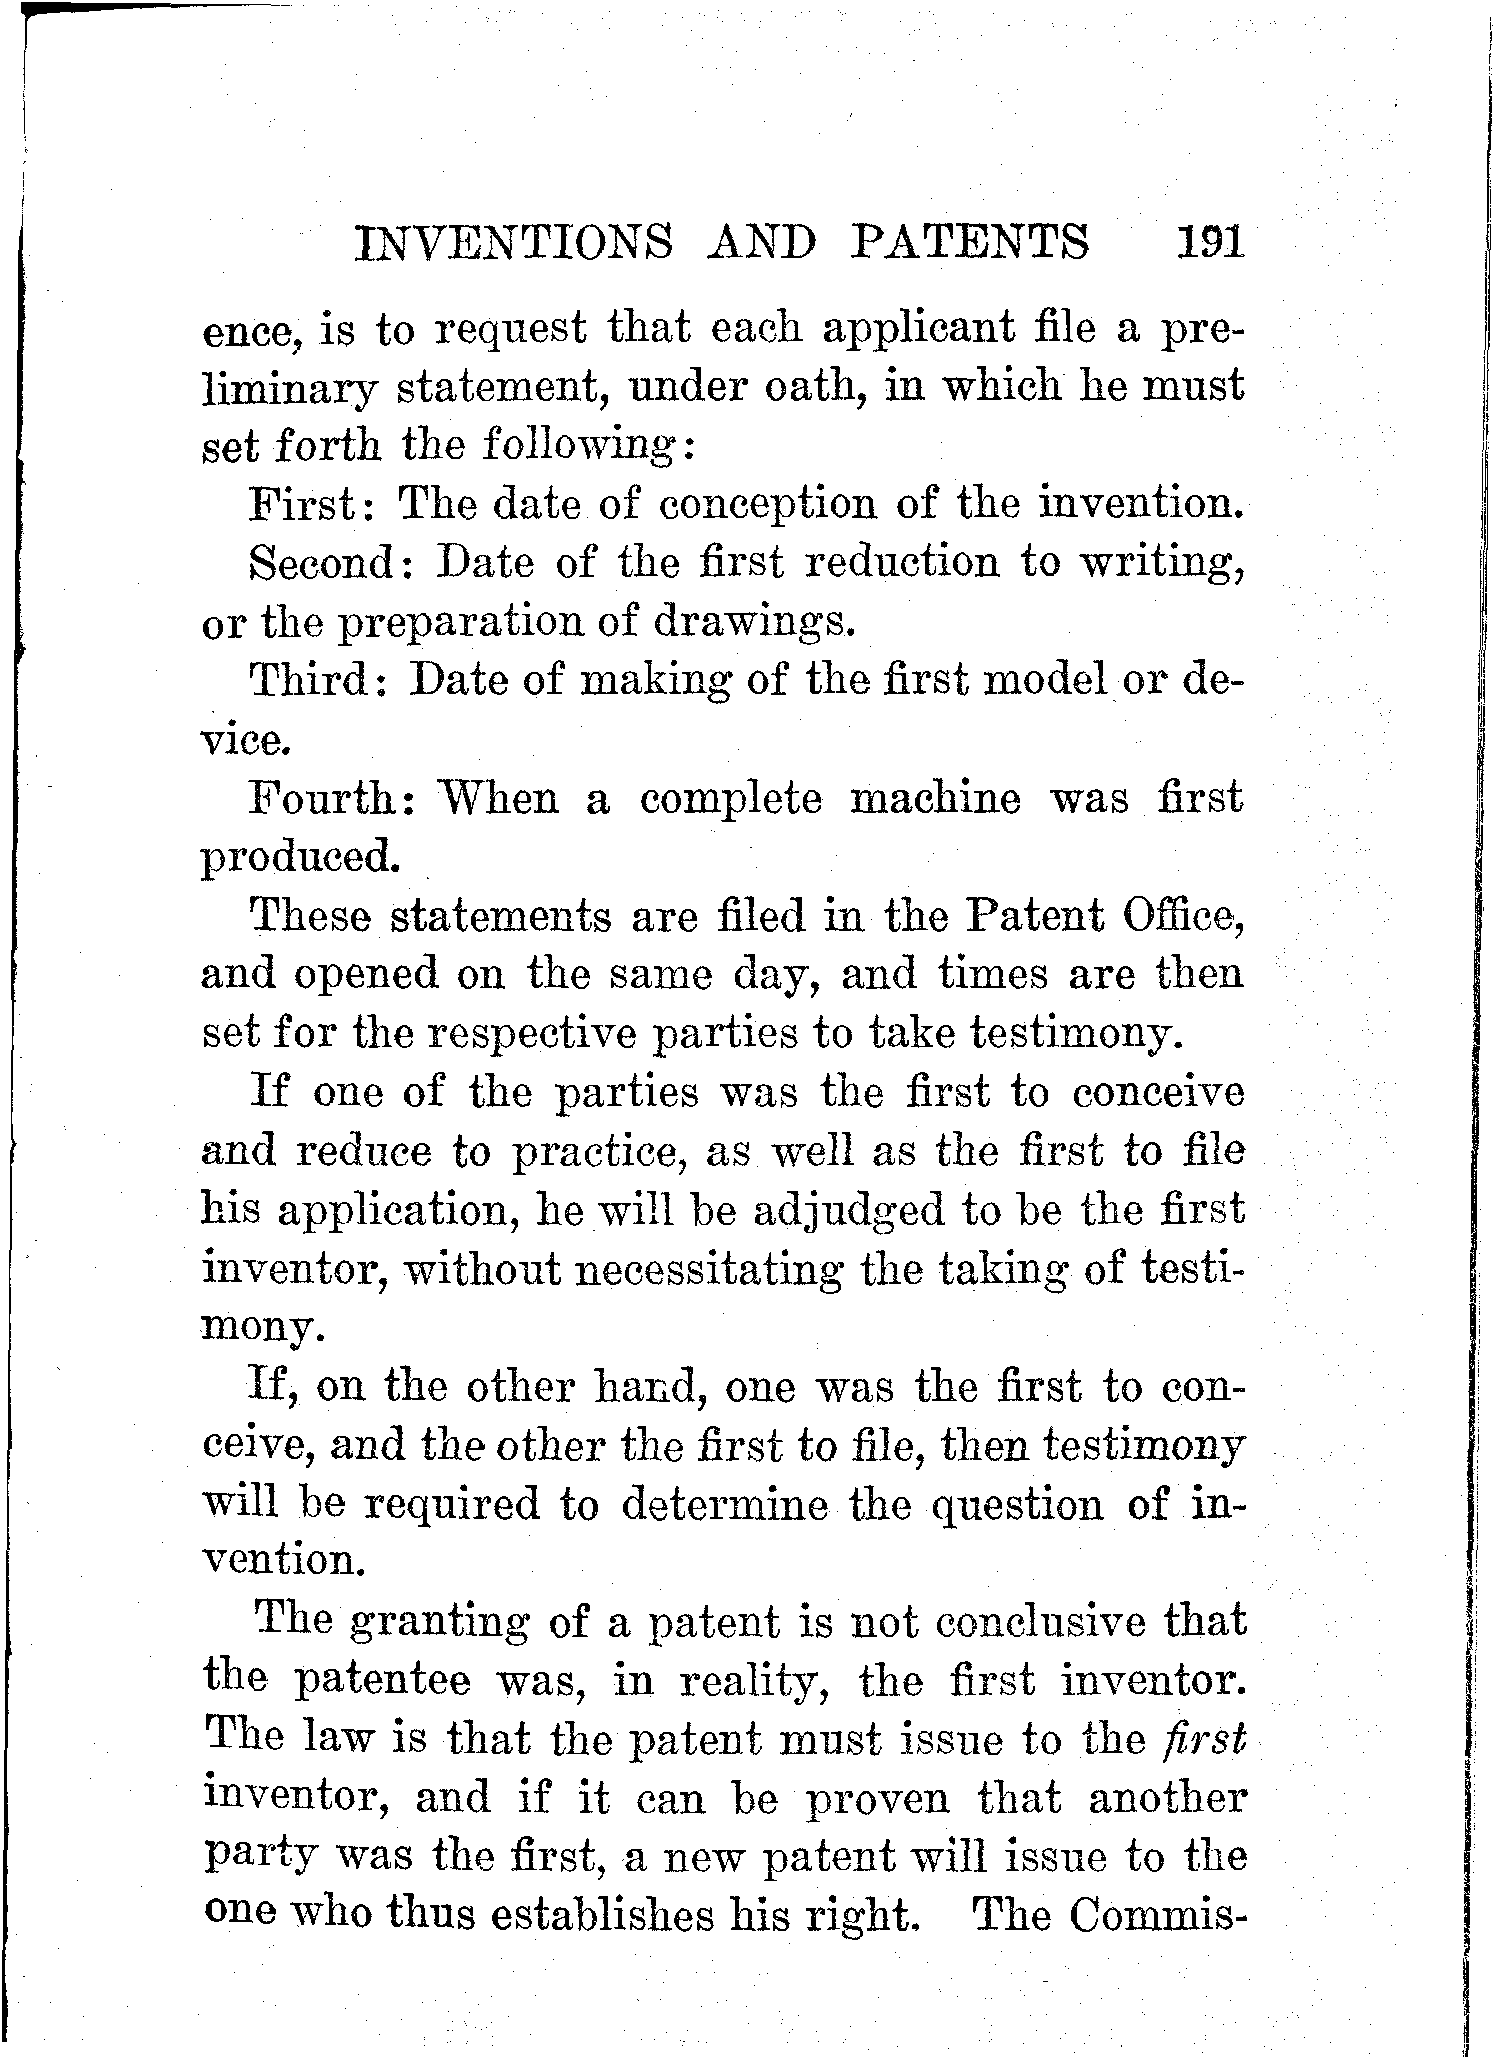 INVENTIONS AND PATENTS 191
ence, is to request that each applicant file a pre-
liminary statement, under oath, in which he must
set forth the following:
First: The date of conception of the invention.
Second: Date of the first reduction to writing,
or the preparation of drawings.
Third: Date of making of the first model or de-
vice.
Fourth: When a complete machine was first
produced.
These statements are filed in the Patent Office,
and opened on the same day, and times are then
set for the respective parties to take testimony.
If one of the parties was the first to conceive
and reduce to practice, as well as the first to file
his application, he will be adjudged to be the first
inventor, without necessitating the taking of testi-
mony.
If, on the other hand, one was the first to con-
ceive, and the other the first to file, then testimony
will be required to determine the question of in-
vention.
The granting of a patent is not conclusive that
the patentee was, in reality, the first inventor.
The law is that the patent must issue to the first
inventor, and if it can be proven that another
party was the first, a new patent will issue to the
one who thus establishes his right. The Commis-